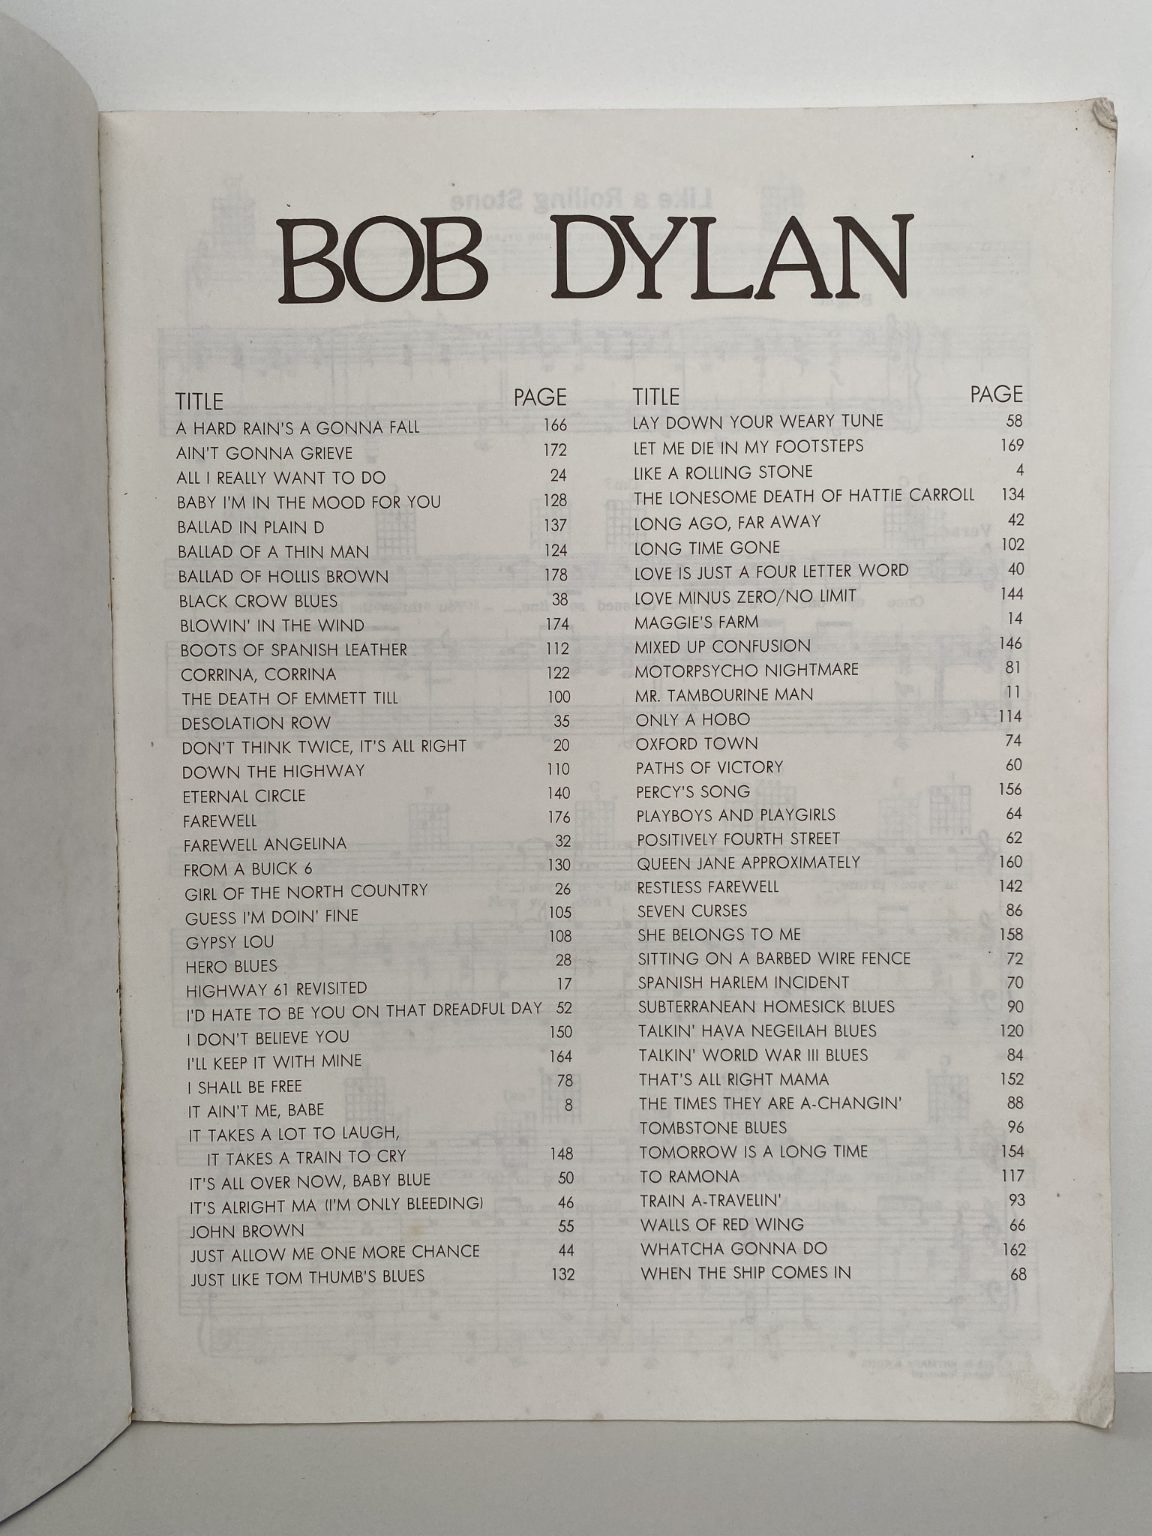 BOB DYLAN
TITLE PAGE
A HARD RAIN'S A GONNA FALL 166
AIN'T GONNA GRIEVE 172
ALL I REALLY WANT TO DO 24
BABY I'M IN THE MOOD FOR YOU 128
BALLAD IN PLAIN D 137
BALLAD OF A THIN MAN 124
BALLAD OF HOLLIS BROWN 178
BLACK CROW BLUES 38
BLOWIN' IN THE WIND 174
BOOTS OF SPANISH LEATHER 112
CORRINA, CORRINA 122
THE DEATH OF EMMETT TILL 100
DESOLATION ROW 35
DON'T THINK TWICE, IT'S ALL RIGHT 20
DOWN THE HIGHWAY 110
ETERNAL CIRCLE 140
FAREWELL 176
FAREWELL ANGELINA 32
FROM A BUICK 6 130
GIRL OF THE NORTH COUNTRY 26
GUESS I'M DOIN' FINE 105
GYPSY LOU 108
HERO BLUES 28
HIGHWAY 61 REVISITED 17
I'D HATE TO BE YOU ON THAT DREADFUL DAY 52
I DON'T BELIEVE YOU 150
I'LL KEEP IT WITH MINE 164
I SHALL BE FREE 78
IT AIN'T ME, BABE 8
IT TAKES A LOT TO LAUGH,
IT TAKES A TRAIN TO CRY 148
IT'S ALL OVER NOW, BABY BLUE 50
IT'S ALRIGHT MA (I'M ONLY BLEEDING) 46
JOHN BROWN 55
JUST ALLOW ME ONE MORE CHANCE 44
JUST LIKE TOM THUMB'S BLUES 132
TITLE PAGE
LAY DOWN YOUR WEARY TUNE 58
LET ME DIE IN MY FOOTSTEPS 169
LIKE A ROLLING STONE 4
THE LONESOME DEATH OF HATTIE CARROLL 134
LONG AGO, FAR AWAY 42
LONG TIME GONE 102
LOVE IS JUST A FOUR LETTER WORD 40
LOVE MINUS ZERO/NO LIMIT 144
MAGGIE'S FARM 14
MIXED UP CONFUSION 146
MOTORPSYCHO NIGHTMARE 81
MR. TAMBOURINE MAN 11
ONLY A HOBO 114
OXFORD TOWN 74
PATHS OF VICTORY 60
PERCY'S SONG 156
PLAYBOYS AND PLAYGIRLS 64
POSITIVELY FOURTH STREET 62
QUEEN JANE APPROXIMATELY 160
RESTLESS FAREWELL 142
SEVEN CURSES 86
SHE BELONGS TO ME 158
SITTING ON A BARBED WIRE FENCE 72
SPANISH HARLEM INCIDENT 70
SUBTERRANEAN HOMESICK BLUES 90
TALKIN' HAVA NEGEILAH BLUES 120
TALKIN' WORLD WAR III BLUES 84
THAT'S ALL RIGHT MAMA 152
THE TIMES THEY ARE A-CHANGIN' 88
TOMBSTONE BLUES 96
TOMORROW IS A LONG TIME 154
TO RAMONA 117
TRAIN A-TRAVELIN' 93
WALLS OF RED WING 66
WHATCHA GONNA DO 162
WHEN THE SHIP COMES IN 68